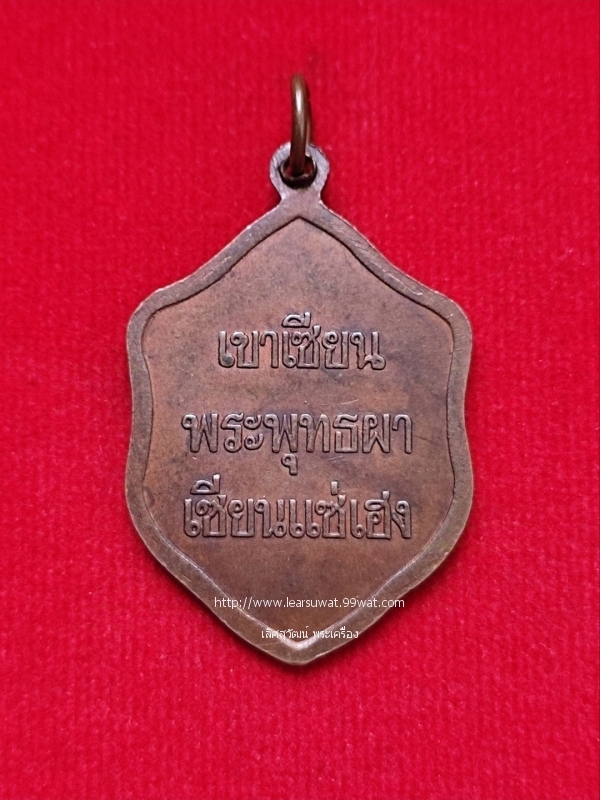 เขาเซียน
พระพุทธผา
เซียนแซ่เฮง
http://www.learsuwat.99wat.com
เลิศสุวัฒน์ พระเครื่อง